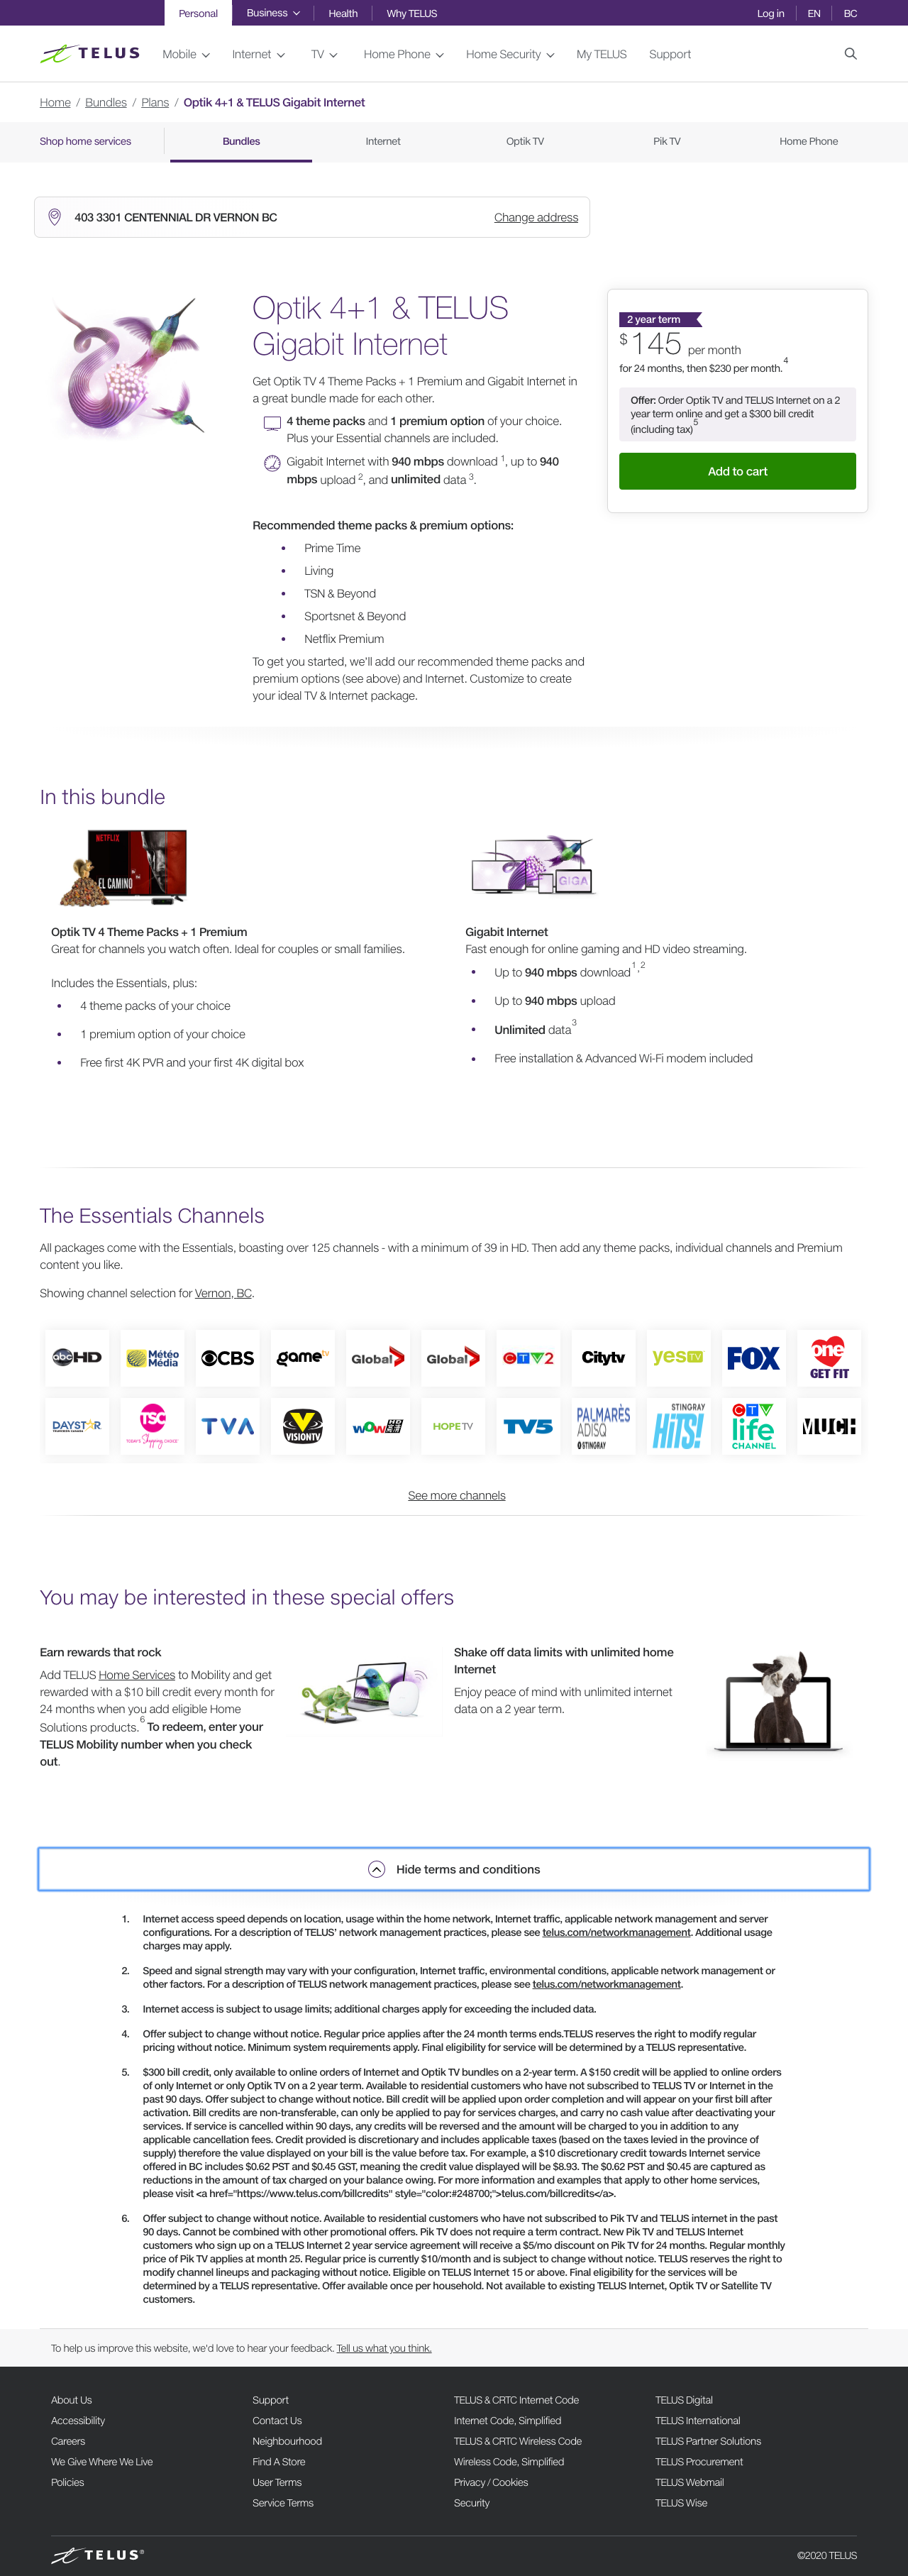 Personal Business Health Why TELUS Log in EN BC
TELUS Mobile Internet TV Home Phone Home Security My TELUS Support
Home / Bundles / Plans / Optik 4+1 & TELUS Gigabit Internet
Shop home services Bundles Internet Optik TV Pik TV Home Phone
403 3301 CENTENNIAL DR VERNON BC Change address
Optik 4+1 & TELUS
Gigabit Internet
Get Optik TV 4 Theme Packs + 1 Premium and Gigabit Internet in
a great bundle made for each other.
4 theme packs and 1 premium option of your choice.
Plus your Essential channels are included.
Gigabit Internet with 940 mbps download 1, up to 940
mbps upload 2, and unlimited data 3.
Recommended theme packs & premium options:
Prime Time
Living
TSN & Beyond
Sportsnet & Beyond
Netflix Premium
To get you started, we'll add our recommended theme packs and
premium options (see above) and Internet. Customize to create
your ideal TV & Internet package.
2 year term
$145 per month
for 24 months, then $230 per month.4
Offer: Order Optik TV and TELUS Internet on a 2
year term online and get a $300 bill credit
(including tax)5
Add to cart
In this bundle
NETFLIX
EL CAMINO
Optik TV 4 Theme Packs + 1 Premium
Great for channels you watch often. Ideal for couples or small families.
Includes the Essentials, plus:
4 theme packs of your choice
1 premium option of your choice
Free first 4K PVR and your first 4K digital box
GIGA
Gigabit Internet
Fast enough for online gaming and HD video streaming.
Up to 940 mbps download1,2
Up to 940 mbps upload
Unlimited data3
Free installation & Advanced Wi-Fi modem included
The Essentials Channels
All packages come with the Essentials, boasting over 125 channels - with a minimum of 39 in HD. Then add any theme packs, individual channels and Premium
content you like.
Showing channel selection for Vernon, BC.
abc HD Météo Média CBS game tv Global Global CTV 2 Citytv yes TV FOX one GET FIT
DAYSTAR TSC TODAY'S Shopping CHOICE TVA VISIONTV WOW HD HOPE TV TV5 PALMARÈS ADISQ STINGRAY STINGRAY HITS! CTV life CHANNEL MUCH
See more channels
You may be interested in these special offers
Earn rewards that rock
Add TELUS Home Services to Mobility and get
rewarded with a $10 bill credit every month for
24 months when you add eligible Home
Solutions products.6 To redeem, enter your
TELUS Mobility number when you check
out.
Shake off data limits with unlimited home
Internet
Enjoy peace of mind with unlimited internet
data on a 2 year term.
Hide terms and conditions
1. Internet access speed depends on location, usage within the home network, Internet traffic, applicable network management and server
configurations. For a description of TELUS' network management practices, please see telus.com/networkmanagement. Additional usage
charges may apply.
2. Speed and signal strength may vary with your configuration, Internet traffic, environmental conditions, applicable network management or
other factors. For a description of TELUS network management practices, please see telus.com/networkmanagement.
3. Internet access is subject to usage limits; additional charges apply for exceeding the included data.
4. Offer subject to change without notice. Regular price applies after the 24 month terms ends.TELUS reserves the right to modify regular
pricing without notice. Minimum system requirements apply. Final eligibility for service will be determined by a TELUS representative.
5. $300 bill credit, only available to online orders of Internet and Optik TV bundles on a 2-year term. A $150 credit will be applied to online orders
of only Internet or only Optik TV on a 2 year term. Available to residential customers who have not subscribed to TELUS TV or Internet in the
past 90 days. Offer subject to change without notice. Bill credit will be applied upon order completion and will appear on your first bill after
activation. Bill credits are non-transferable, can only be applied to pay for services charges, and carry no cash value after deactivating your
services. If service is cancelled within 90 days, any credits will be reversed and the amount will be charged to you in addition to any
applicable cancellation fees. Credit provided is discretionary and includes applicable taxes (based on the taxes levied in the province of
supply) therefore the value displayed on your bill is the value before tax. For example, a $10 discretionary credit towards Internet service
offered in BC includes $0.62 PST and $0.45 GST, meaning the credit value displayed will be $8.93. The $0.62 PST and $0.45 are captured as
reductions in the amount of tax charged on your balance owing. For more information and examples that apply to other home services,
please visit <a href="https://www.telus.com/billcredits" style="color:#248700;">telus.com/billcredits</a>.
6. Offer subject to change without notice. Available to residential customers who have not subscribed to Pik TV and TELUS internet in the past
90 days. Cannot be combined with other promotional offers. Pik TV does not require a term contract. New Pik TV and TELUS Internet
customers who sign up on a TELUS Internet 2 year service agreement will receive a $5/mo discount on Pik TV for 24 months. Regular monthly
price of Pik TV applies at month 25. Regular price is currently $10/month and is subject to change without notice. TELUS reserves the right to
modify channel lineups and packaging without notice. Eligible on TELUS Internet 15 or above. Final eligibility for the services will be
determined by a TELUS representative. Offer available once per household. Not available to existing TELUS Internet, Optik TV or Satellite TV
customers.
To help us improve this website, we'd love to hear your feedback. Tell us what you think.
About Us Support TELUS & CRTC Internet Code TELUS Digital
Accessibility Contact Us Internet Code, Simplified TELUS International
Careers Neighbourhood TELUS & CRTC Wireless Code TELUS Partner Solutions
We Give Where We Live Find A Store Wireless Code, Simplified TELUS Procurement
Policies User Terms Privacy / Cookies TELUS Webmail
Service Terms Security TELUS Wise
TELUS® ©2020 TELUS